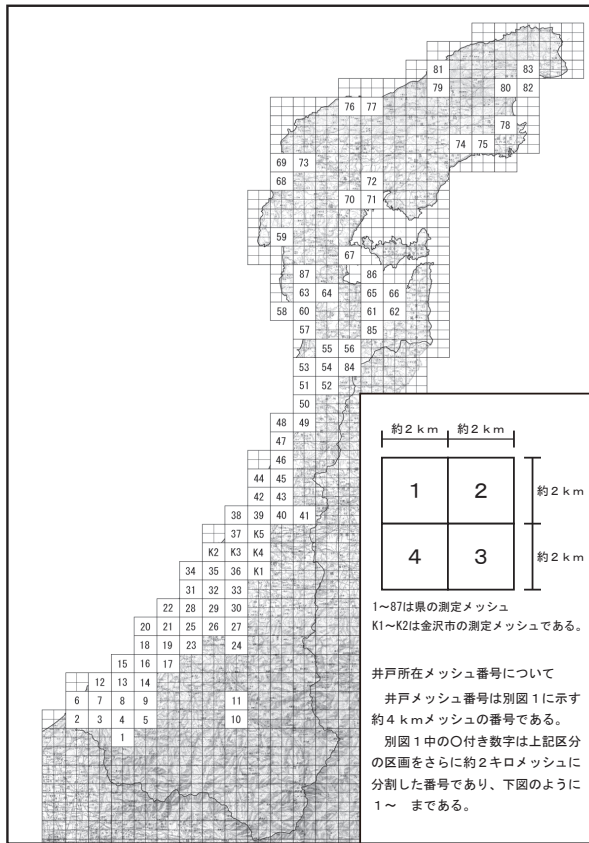 81 83
79 80 82
76 77
78
74 75
69 73
68 72
70 71
59
67
87 86
63 64 65 66
58 60 61 62
57 85
55 56
53 54 84
51 52
50
48 49
47
46
44 45
42 43
38 39 40 41
37 K5
K2 K3 K4
34 35 36 K1
31 32 33
22 28 29 30
20 21 25 26 27
18 19 23 24
15 16 17
12 13 14
6 7 8 9 11
2 3 4 5 10
1
約2km 約2km
1 2 約2km
4 3 約2km
1~87は県の測定メッシュ
K1~K2は金沢市の測定メッシュである。
井戸所在メッシュ番号について
井戸メッシュ番号は別図1に示す
約4kmメッシュの番号である。
別図1中の○付き数字は上記区分
の区画をさらに約2キロメッシュに
分割した番号であり、下図のように
1~ まである。